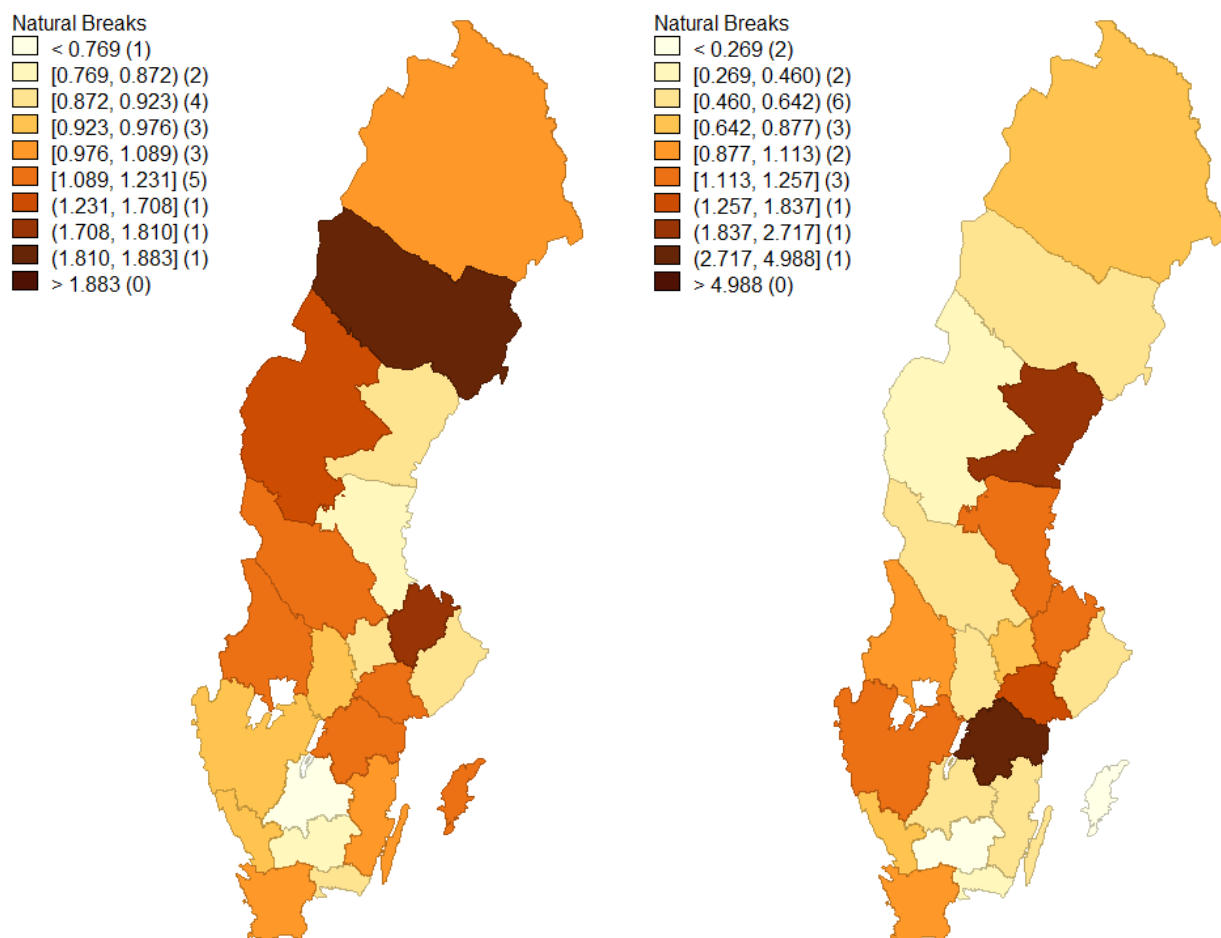 Natural Breaks
< 0.769 (1)
[0.769, 0.872) (2)
[0.872, 0.923) (4)
[0.923, 0.976) (3)
[0.976, 1.089) (3)
[1.089, 1.231] (5)
(1.231, 1.708] (1)
(1.708, 1.810] (1)
(1.810, 1.883] (1)
> 1.883 (0)
Natural Breaks
< 0.269 (2)
[0.269, 0.460) (2)
[0.460, 0.642) (6)
[0.642, 0.877) (3)
[0.877, 1.113) (2)
[1.113, 1.257] (3)
(1.257, 1.837] (1)
(1.837, 2.717] (1)
(2.717, 4.988] (1)
> 4.988 (0)